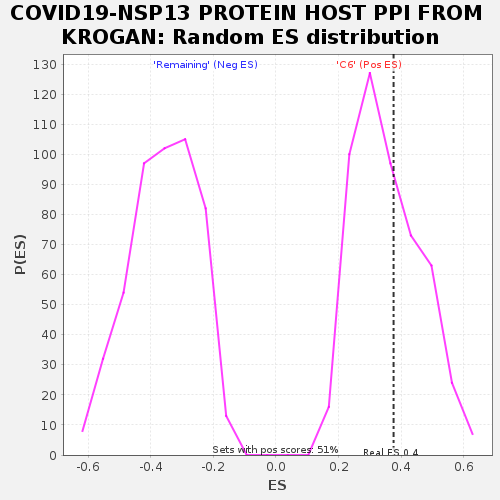 COVID19-NSP13 PROTEIN HOST PPI FROM
KROGAN: Random ES distribution
'Remaining' (Neg ES)
'C6' (Pos ES)
130
120
110
100
90
80
70
60
50
40
30
20
10
0
P(ES)
Sets with pos scores: 51%
Real ES 0.4
-0.6
-0.4
-0.2
0.0
0.2
0.4
0.6
ES